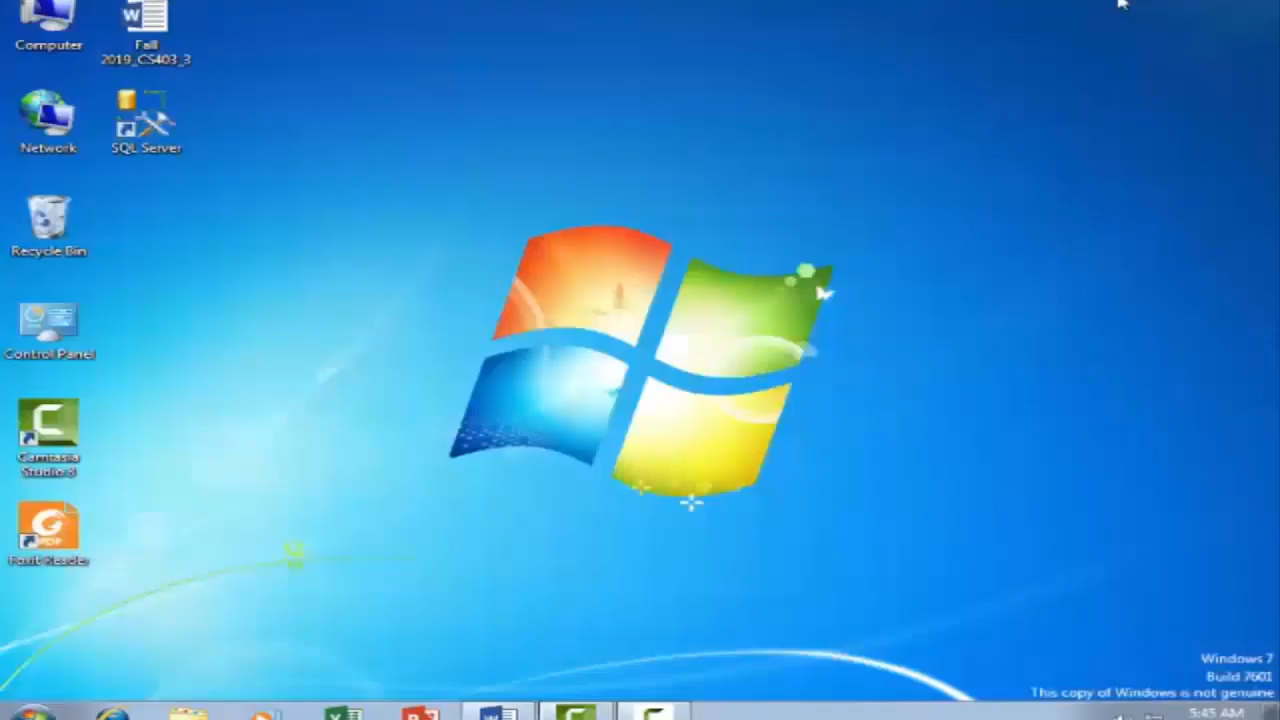 Computer
Fall
2019_CS403_3
Network
SQL Server
Recycle Bin
Control Panel
Camtasia
Studio 8
Foxit Reader
PDF
Windows 7
Build 7601
This copy of Windows is not genuine
5:45 AM